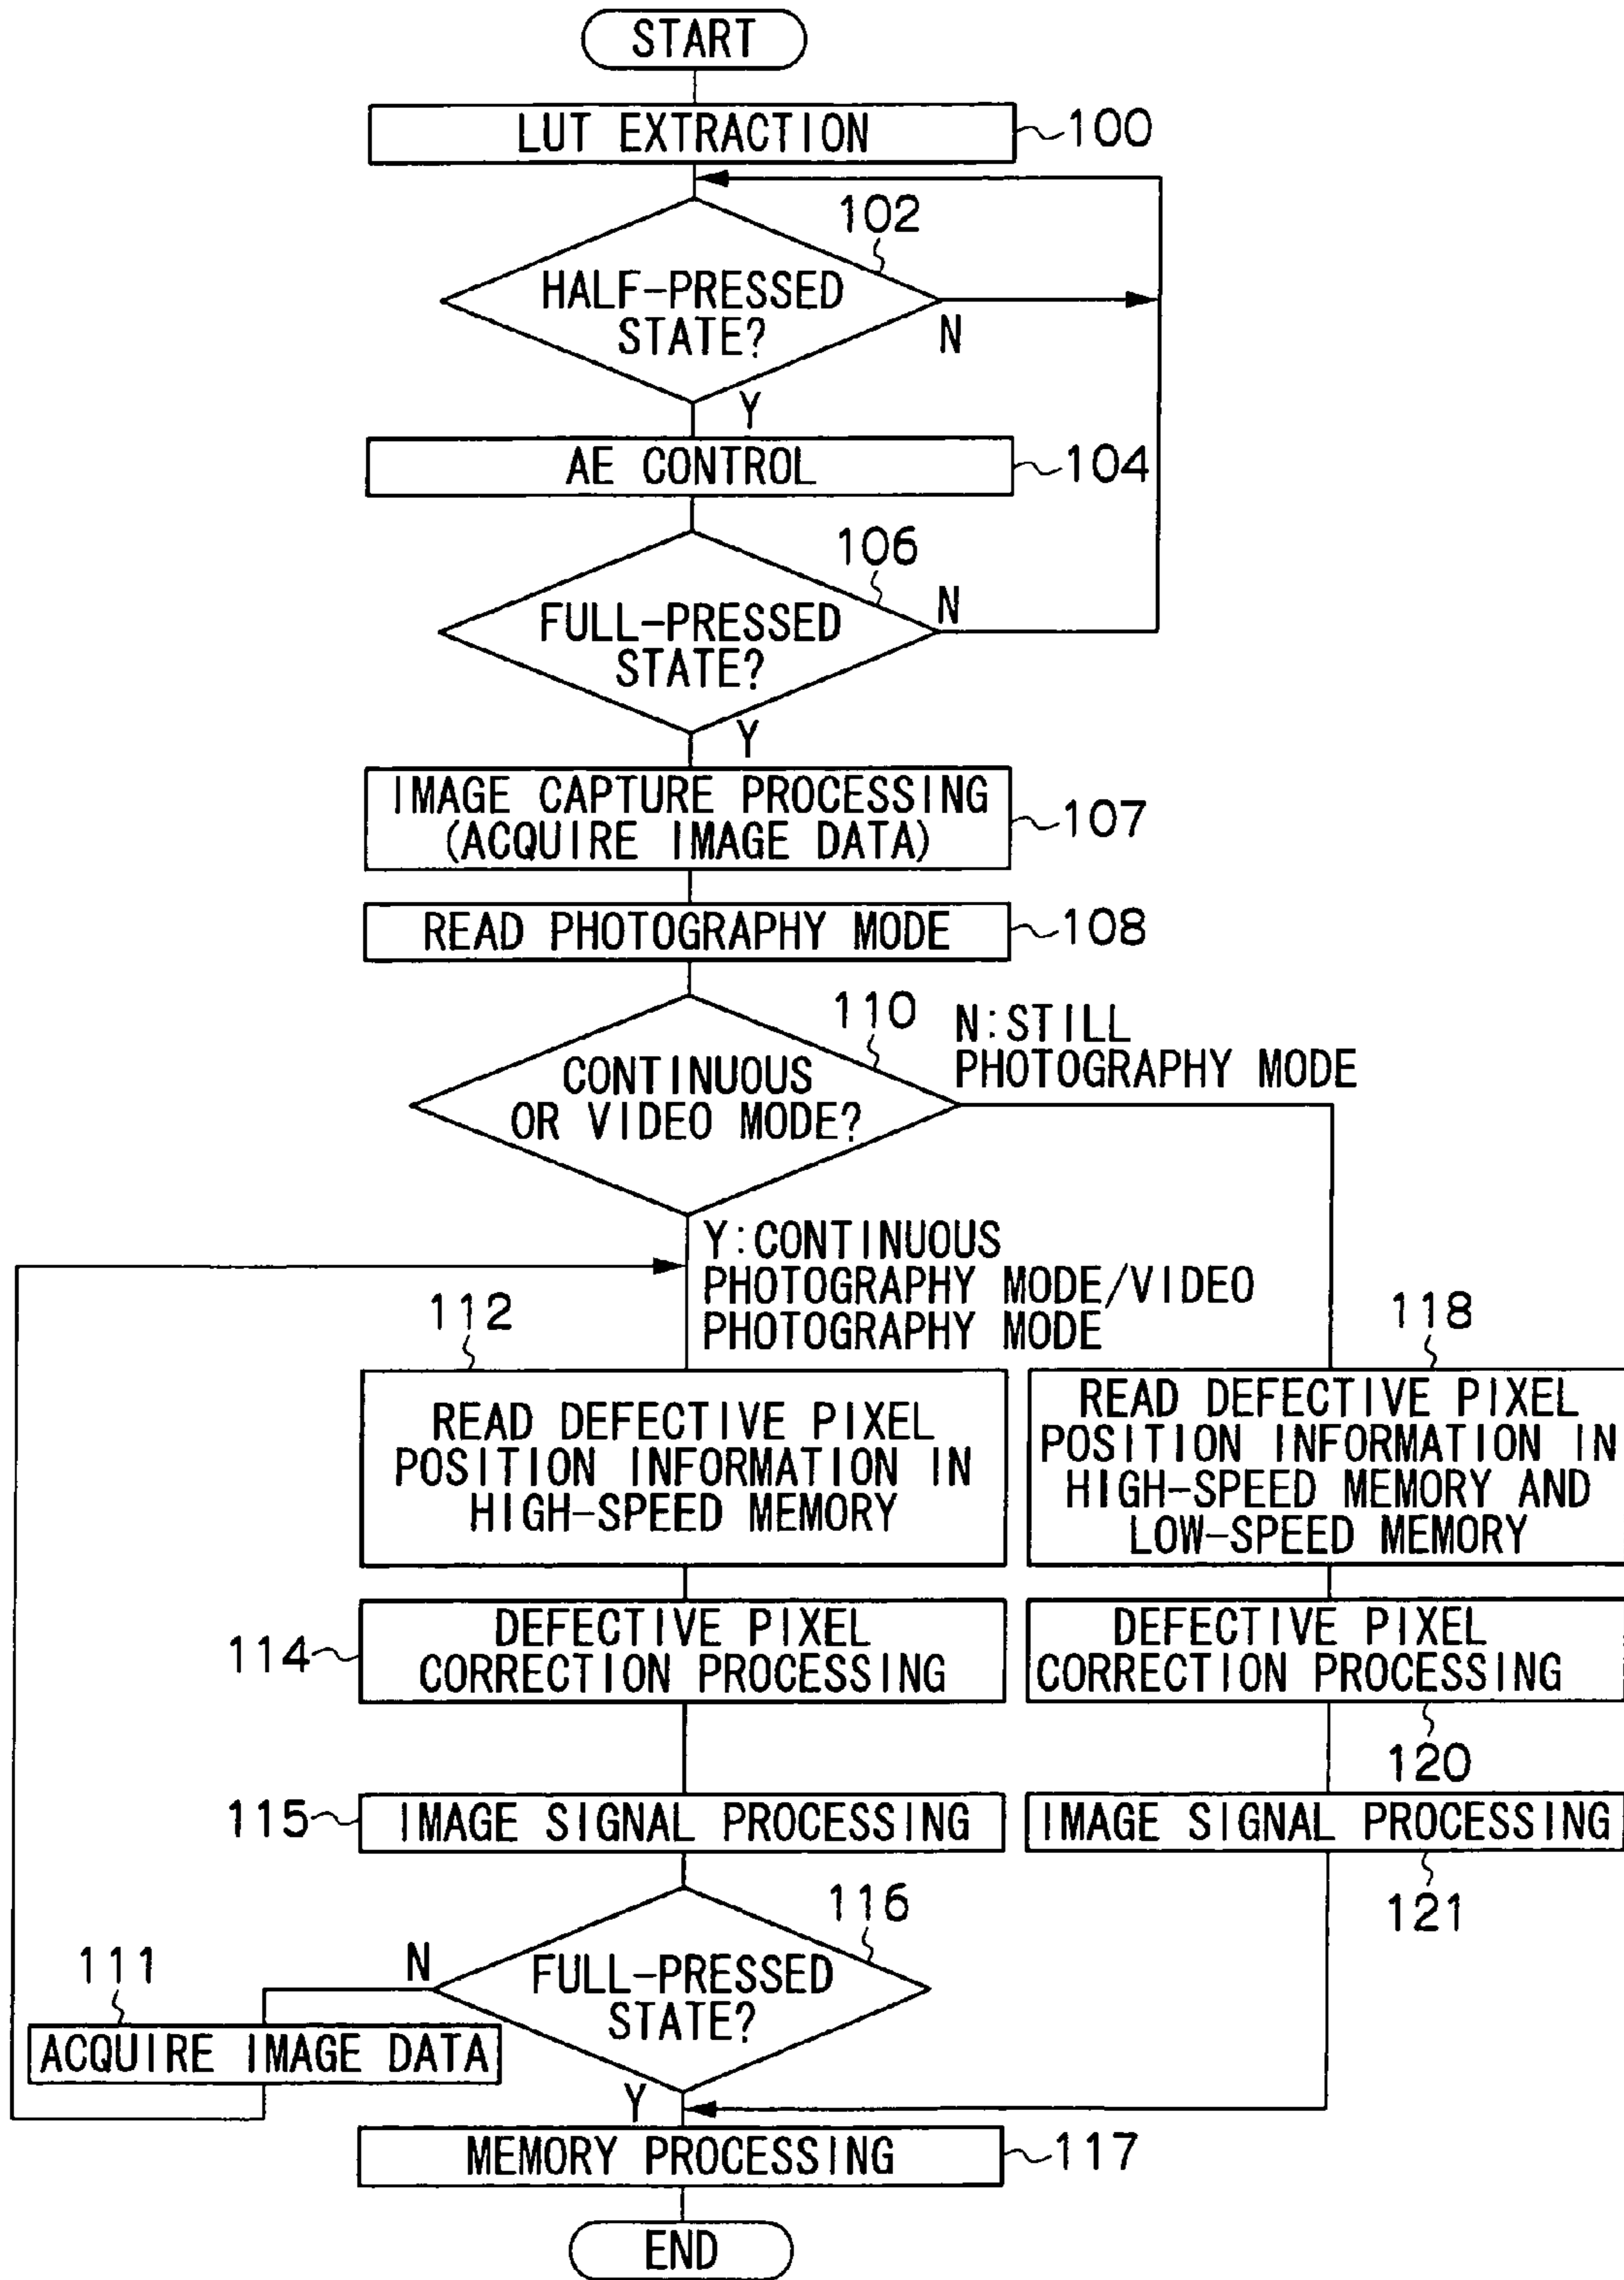 START
LUT EXTRACTION
100
102
HALF-PRESSED
STATE?
N
Y
AE CONTROL
104
106
FULL-PRESSED
STATE?
N
Y
IMAGE CAPTURE PROCESSING
(ACQUIRE IMAGE DATA)
107
READ PHOTOGRAPHY MODE
108
110
CONTINUOUS
OR VIDEO MODE?
N:STILL
PHOTOGRAPHY MODE
Y:CONTINUOUS
PHOTOGRAPHY MODE/VIDEO
PHOTOGRAPHY MODE
112
READ DEFECTIVE PIXEL
POSITION INFORMATION IN
HIGH-SPEED MEMORY
118
READ DEFECTIVE PIXEL
POSITION INFORMATION IN
HIGH-SPEED MEMORY AND
LOW-SPEED MEMORY
114
DEFECTIVE PIXEL
CORRECTION PROCESSING
DEFECTIVE PIXEL
CORRECTION PROCESSING
120
115
IMAGE SIGNAL PROCESSING
IMAGE SIGNAL PROCESSING
121
116
FULL-PRESSED
STATE?
N
111
ACQUIRE IMAGE DATA
Y
MEMORY PROCESSING
117
END